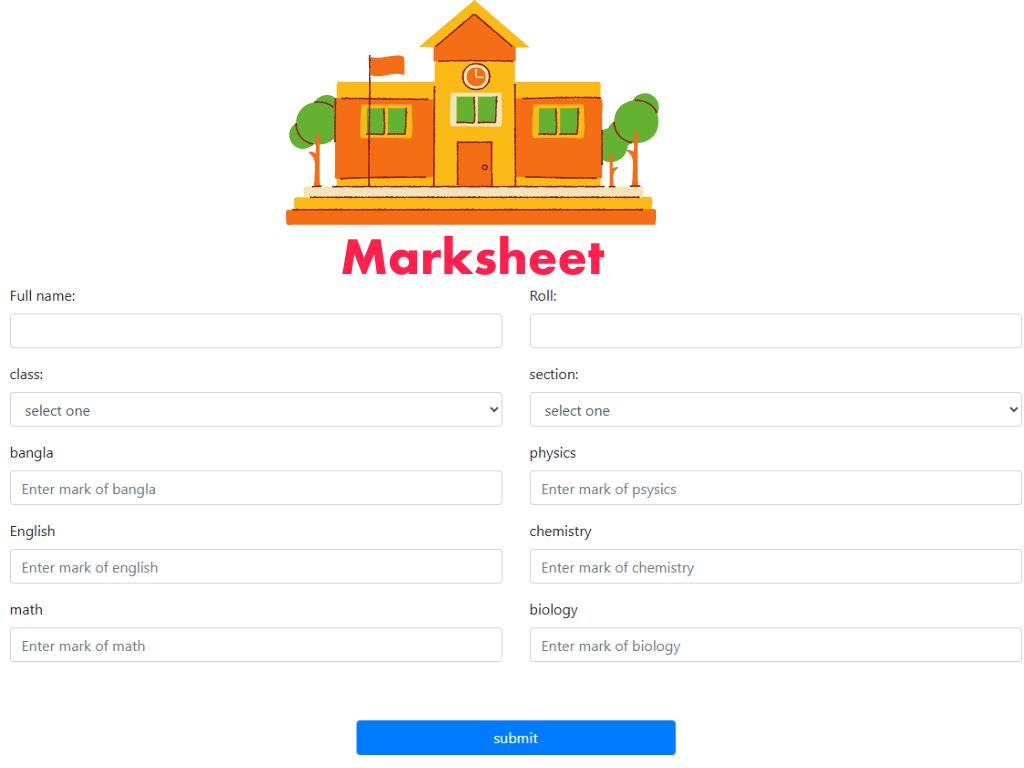 Marksheet
Full name:
Roll:
class:
section:
select one
select one
bangla
physics
Enter mark of bangla
Enter mark of psysics
English
chemistry
Enter mark of english
Enter mark of chemistry
math
biology
Enter mark of math
Enter mark of biology
submit